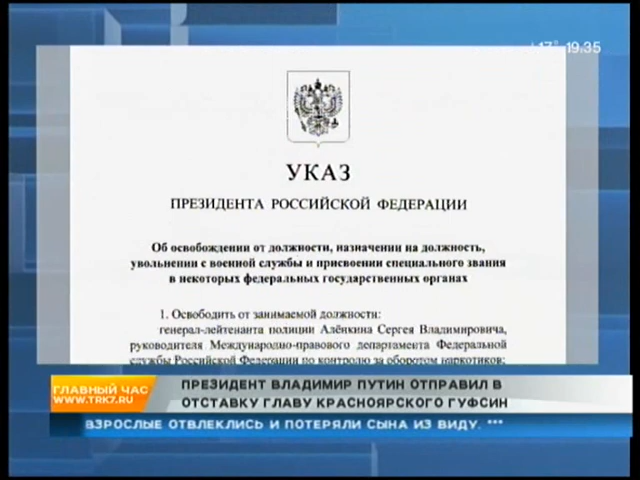 +17° 19.35
УКАЗ
ПРЕЗИДЕНТА РОССИЙСКОЙ ФЕДЕРАЦИИ
Об освобождении от должности, назначении на должность,
увольнении с военной службы и присвоении специального звания
в некоторых федеральных государственных органах
1. Освободить от занимаемой должности:
генерал-лейтенанта полиции Алёнкина Сергея Владимировича,
руководителя Международно-правового департамента Федеральной
службы Российской Федерации по контролю за оборотом наркотиков;
ГЛАВНЫЙ ЧАС
WWW.TRK7.RU
ПРЕЗИДЕНТ ВЛАДИМИР ПУТИН ОТПРАВИЛ В
ОТСТАВКУ ГЛАВУ КРАСНОЯРСКОГО ГУФСИН
ВЗРОСЛЫЕ ОТВЛЕКЛИСЬ И ПОТЕРЯЛИ СЫНА ИЗ ВИДУ. ***